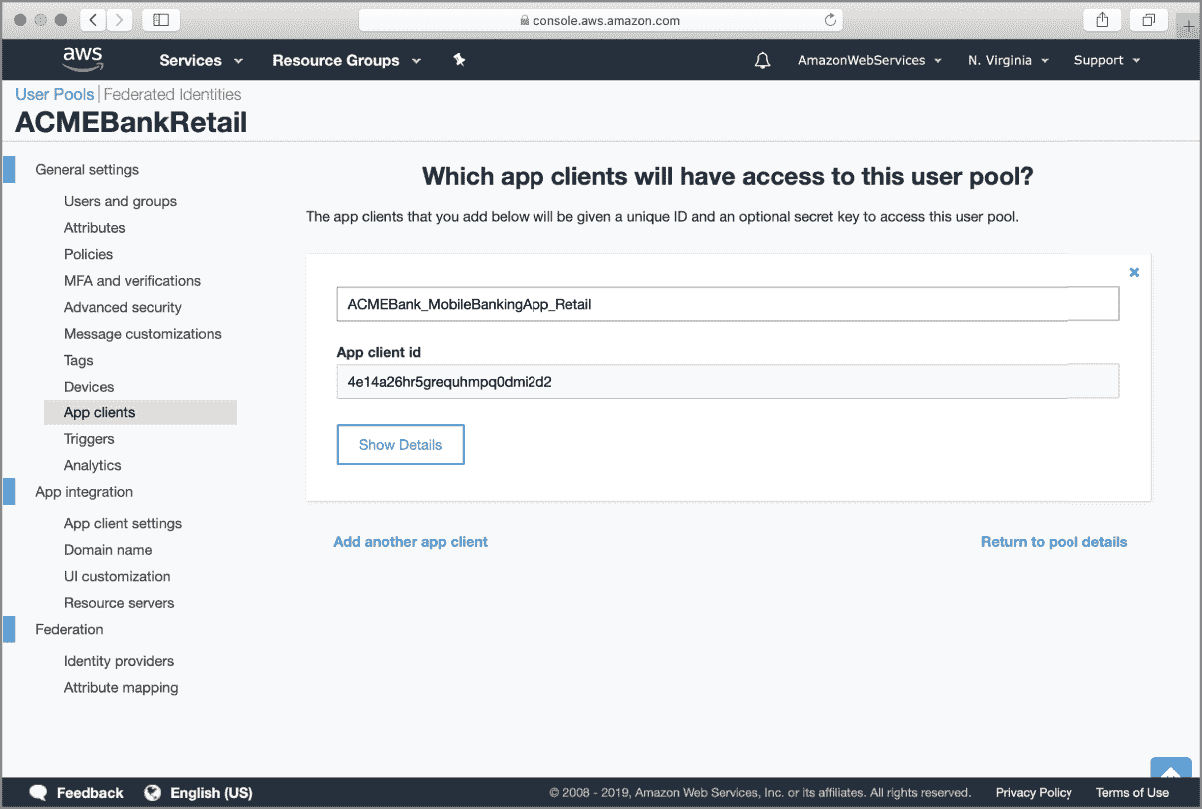 console.aws.amazon.com
aws Services Resource Groups AmazonWebServices N. Virginia Support
User Pools | Federated Identities
ACMEBankRetail
General settings
Users and groups
Attributes
Policies
MFA and verifications
Advanced security
Message customizations
Tags
Devices
App clients
Triggers
Analytics
App integration
App client settings
Domain name
UI customization
Resource servers
Federation
Identity providers
Attribute mapping
Which app clients will have access to this user pool?
The app clients that you add below will be given a unique ID and an optional secret key to access this user pool.
ACMEBank_MobileBankingApp_Retail
App client id
4e14a26hr5grequhmpq0dmi2d2
Show Details
Add another app client Return to pool details
Feedback English (US) © 2008 - 2019, Amazon Web Services, Inc. or its affiliates. All rights reserved. Privacy Policy Terms of Use